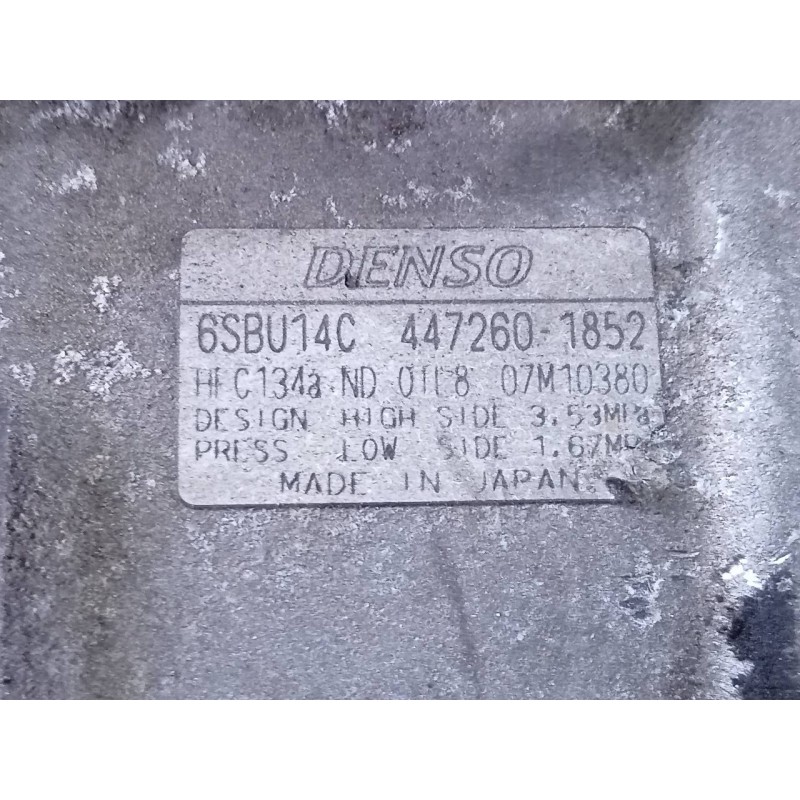 DENSO
6SBU14C 447260-1852
HFC134a ND OIL8 07M10380
DESIGN HIGH SIDE 3.53MPa
PRESS LOW SIDE 1.67MPa
MADE IN JAPAN